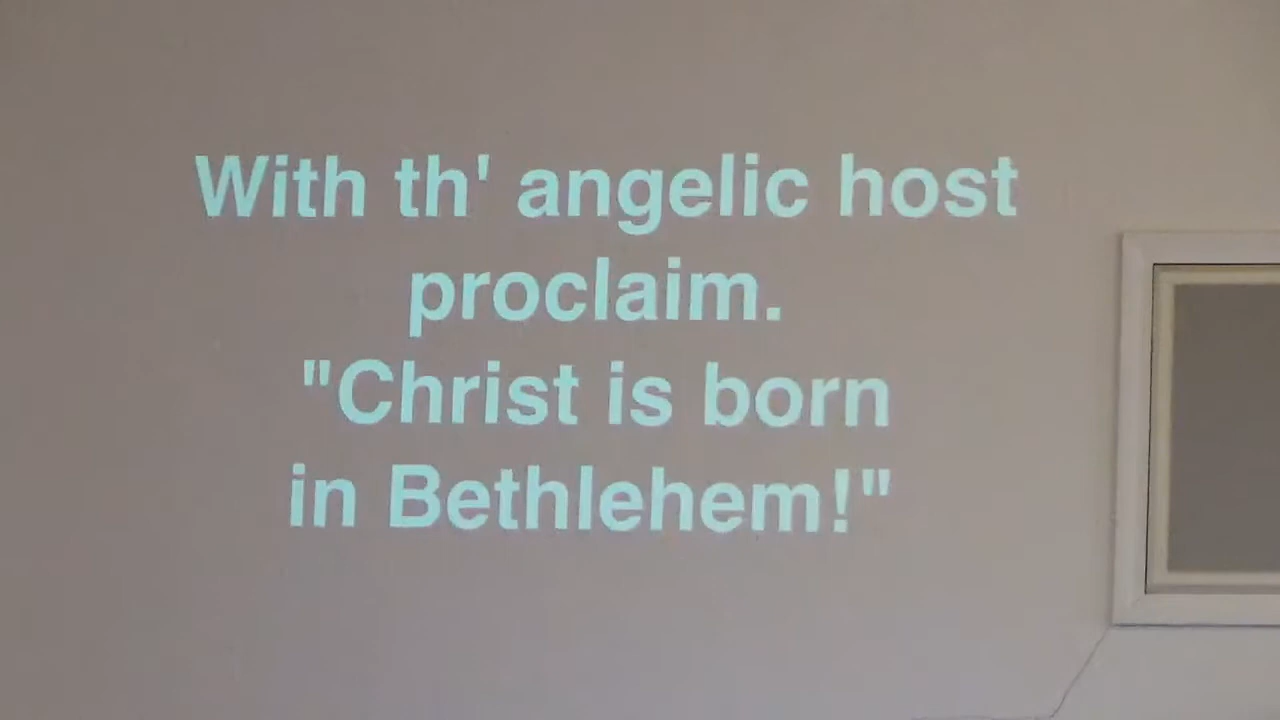 With th' angelic host
proclaim.
"Christ is born
in Bethlehem!"